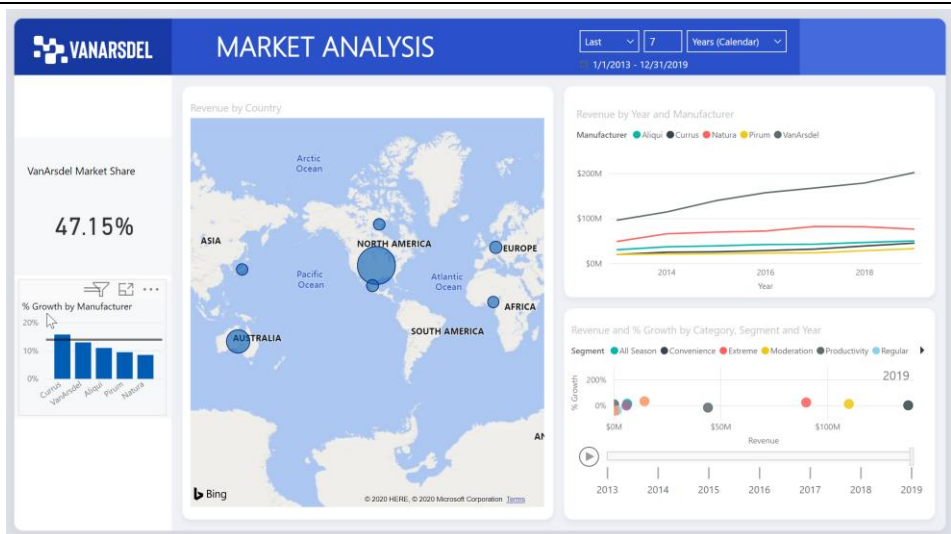 VANARSDEL
MARKET ANALYSIS
Last
7
Years (Calendar)
1/1/2013 - 12/31/2019
VanArsdel Market Share
47.15%
% Growth by Manufacturer
20%
10%
0%
Currus
VanArsdel
Aliqui
Pirum
Natura
Revenue by Country
Arctic
Ocean
ASIA
NORTH AMERICA
EUROPE
Pacific
Ocean
Atlantic
Ocean
AFRICA
AUSTRALIA
SOUTH AMERICA
AN
Bing
© 2020 HERE, © 2020 Microsoft Corporation Terms
Revenue by Year and Manufacturer
Manufacturer Aliqui Currus Natura Pirum VanArsdel
$200M
$100M
$0M
2014 2016 2018
Year
Revenue and % Growth by Category, Segment and Year
Segment All Season Convenience Extreme Moderation Productivity Regular
2019
% Growth
200%
0%
$0M $50M $100M
Revenue
2013 2014 2015 2016 2017 2018 2019